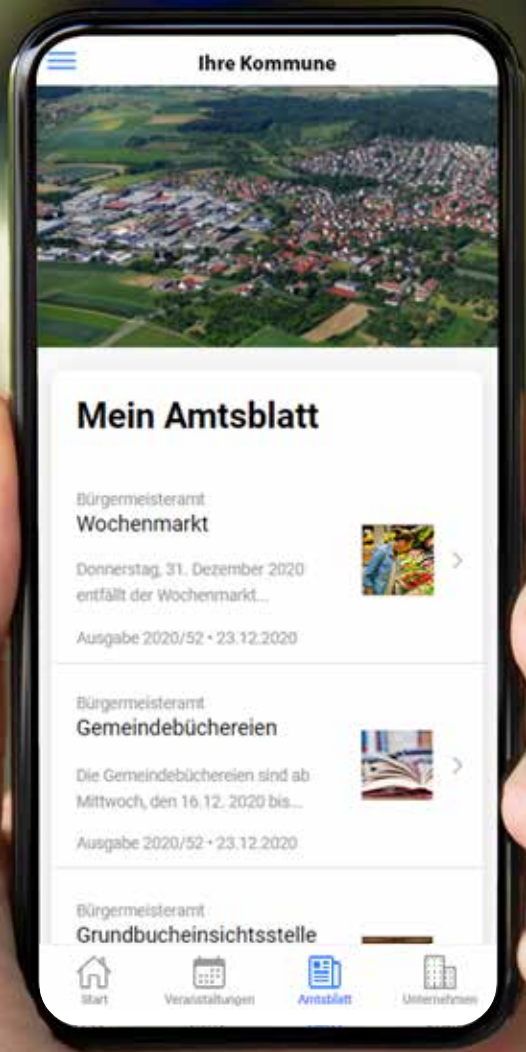 Ihre Kommune
Mein Amtsblatt
Bürgermeisteramt
Wochenmarkt
Donnerstag, 31. Dezember 2020
entfällt der Wochenmarkt...
Ausgabe 2020/52 • 23.12.2020
Bürgermeisteramt
Gemeindebüchereien
Die Gemeindebüchereien sind ab
Mittwoch, den 16.12. 2020 bis...
Ausgabe 2020/52 • 23.12.2020
Bürgermeisteramt
Grundbucheinsichtsstelle
Start Veranstaltungen Amtsblatt Unternehmen